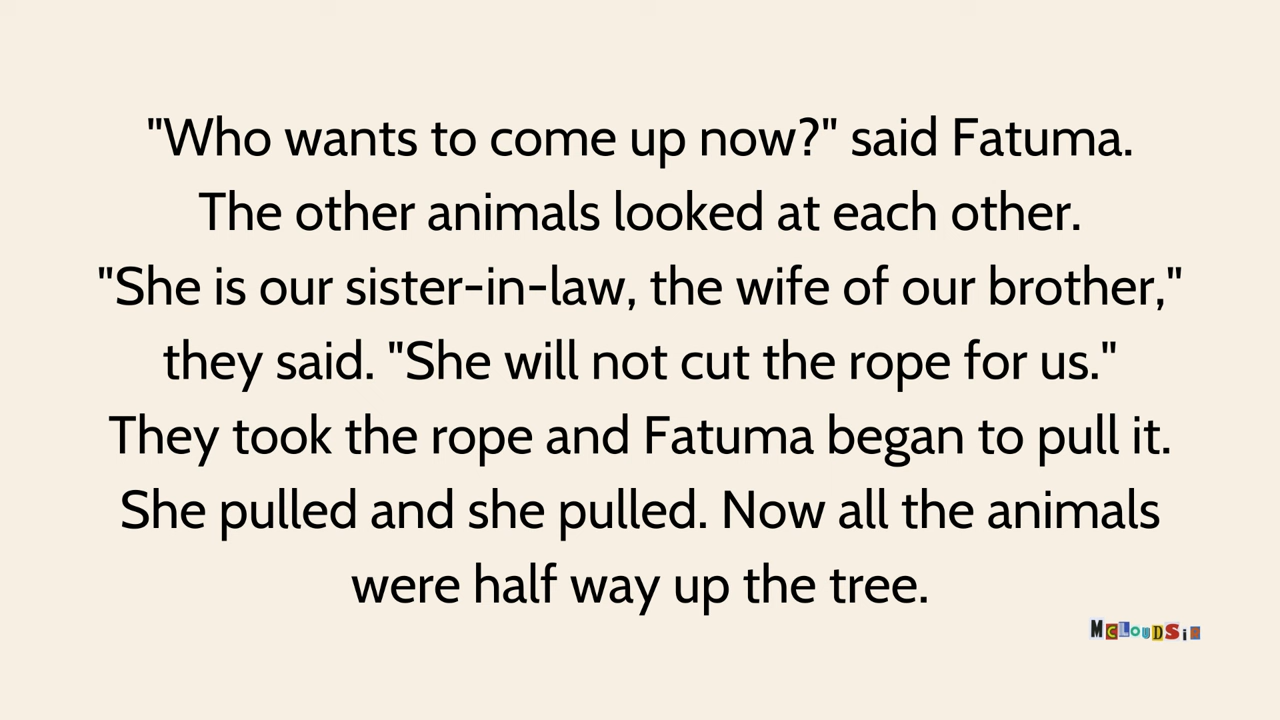 "Who wants to come up now?" said Fatuma.
The other animals looked at each other.
"She is our sister-in-law, the wife of our brother,"
they said. "She will not cut the rope for us."
They took the rope and Fatuma began to pull it.
She pulled and she pulled. Now all the animals
were half way up the tree.